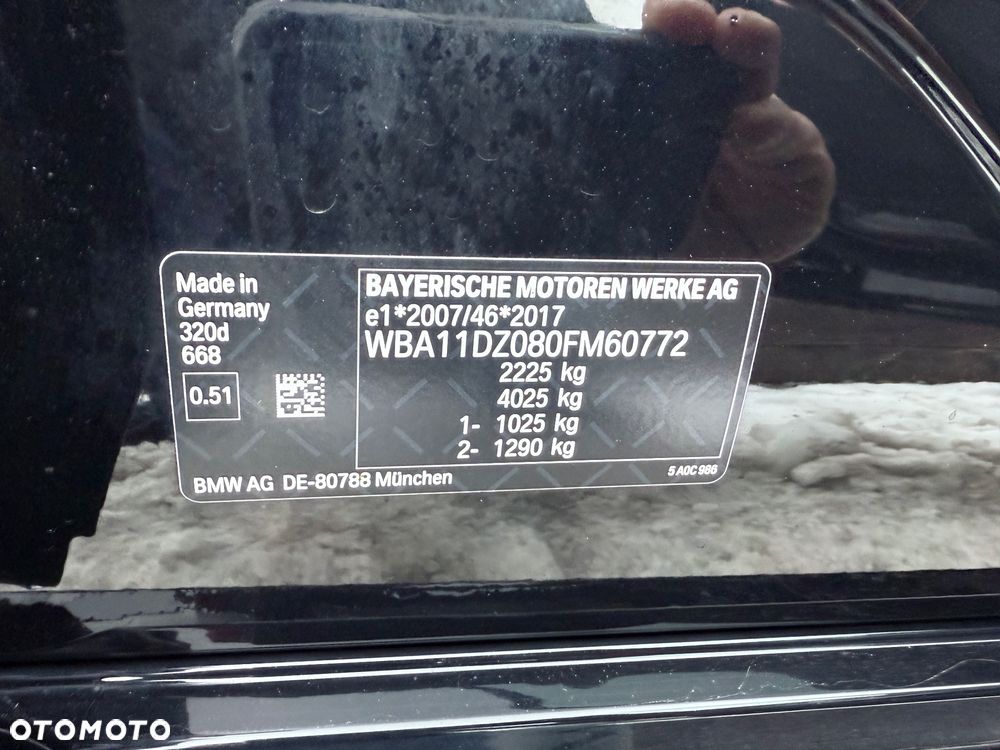 Made in
Germany
320d
668
0.51
BAYERISCHE MOTOREN WERKE AG
e1*2007/46*2017
WBA11DZ080FM60772
2225 kg
4025 kg
1- 1025 kg
2- 1290 kg
BMW AG DE-80788 München
5 A0C 986
OTOMOTO